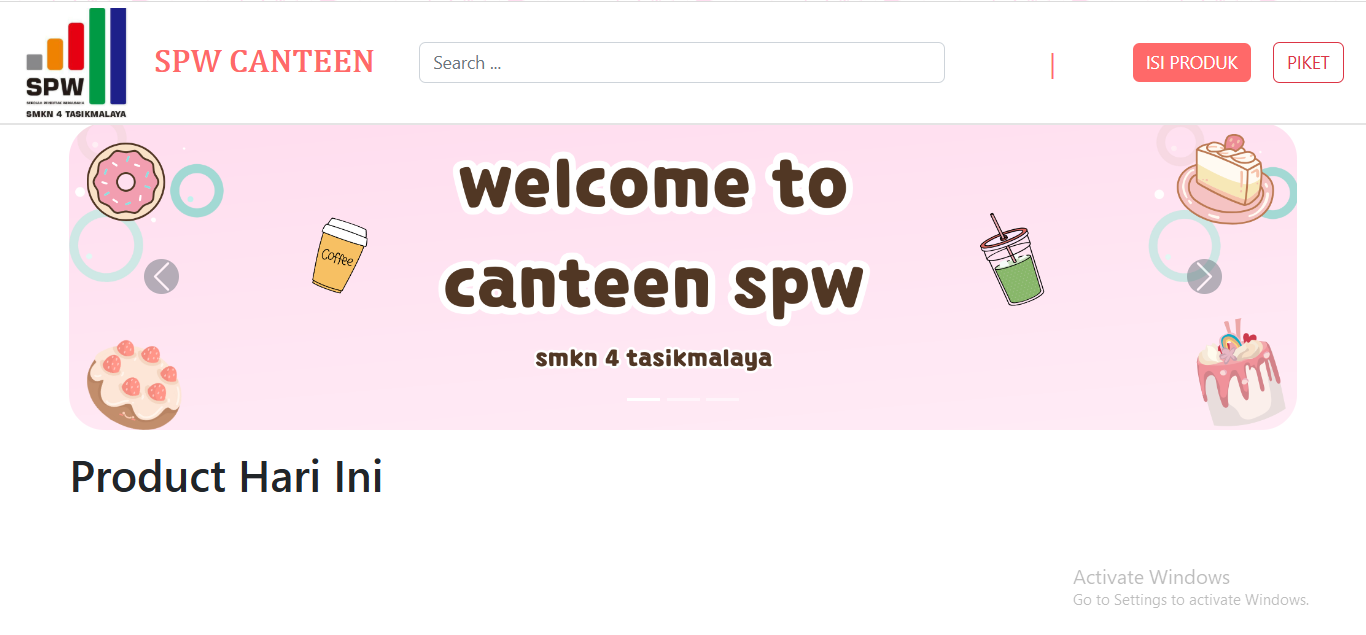 SPW
SMKN 4 TASIKMALAYA
SPW CANTEEN
Search ...
|
ISI PRODUK
PIKET
welcome to
canteen spw
smkn 4 tasikmalaya
Coffee
Product Hari Ini
Activate Windows
Go to Settings to activate Windows.